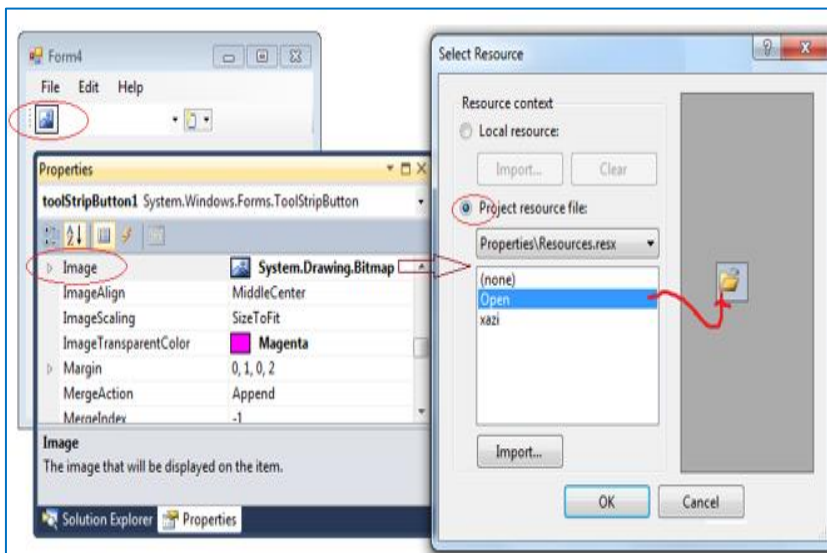 Form4
File Edit Help
Properties
toolStripButton1 System.Windows.Forms.ToolStripButton
Image System.Drawing.Bitmap
ImageAlign MiddleCenter
ImageScaling SizeToFit
ImageTransparentColor Magenta
Margin 0, 1, 0, 2
MergeAction Append
MergeIndex -1
Image
The image that will be displayed on the item.
Solution Explorer Properties
Select Resource
Resource context
Local resource:
Import... Clear
Project resource file:
Properties\Resources.resx
(none)
Open
xazi
Import...
OK Cancel